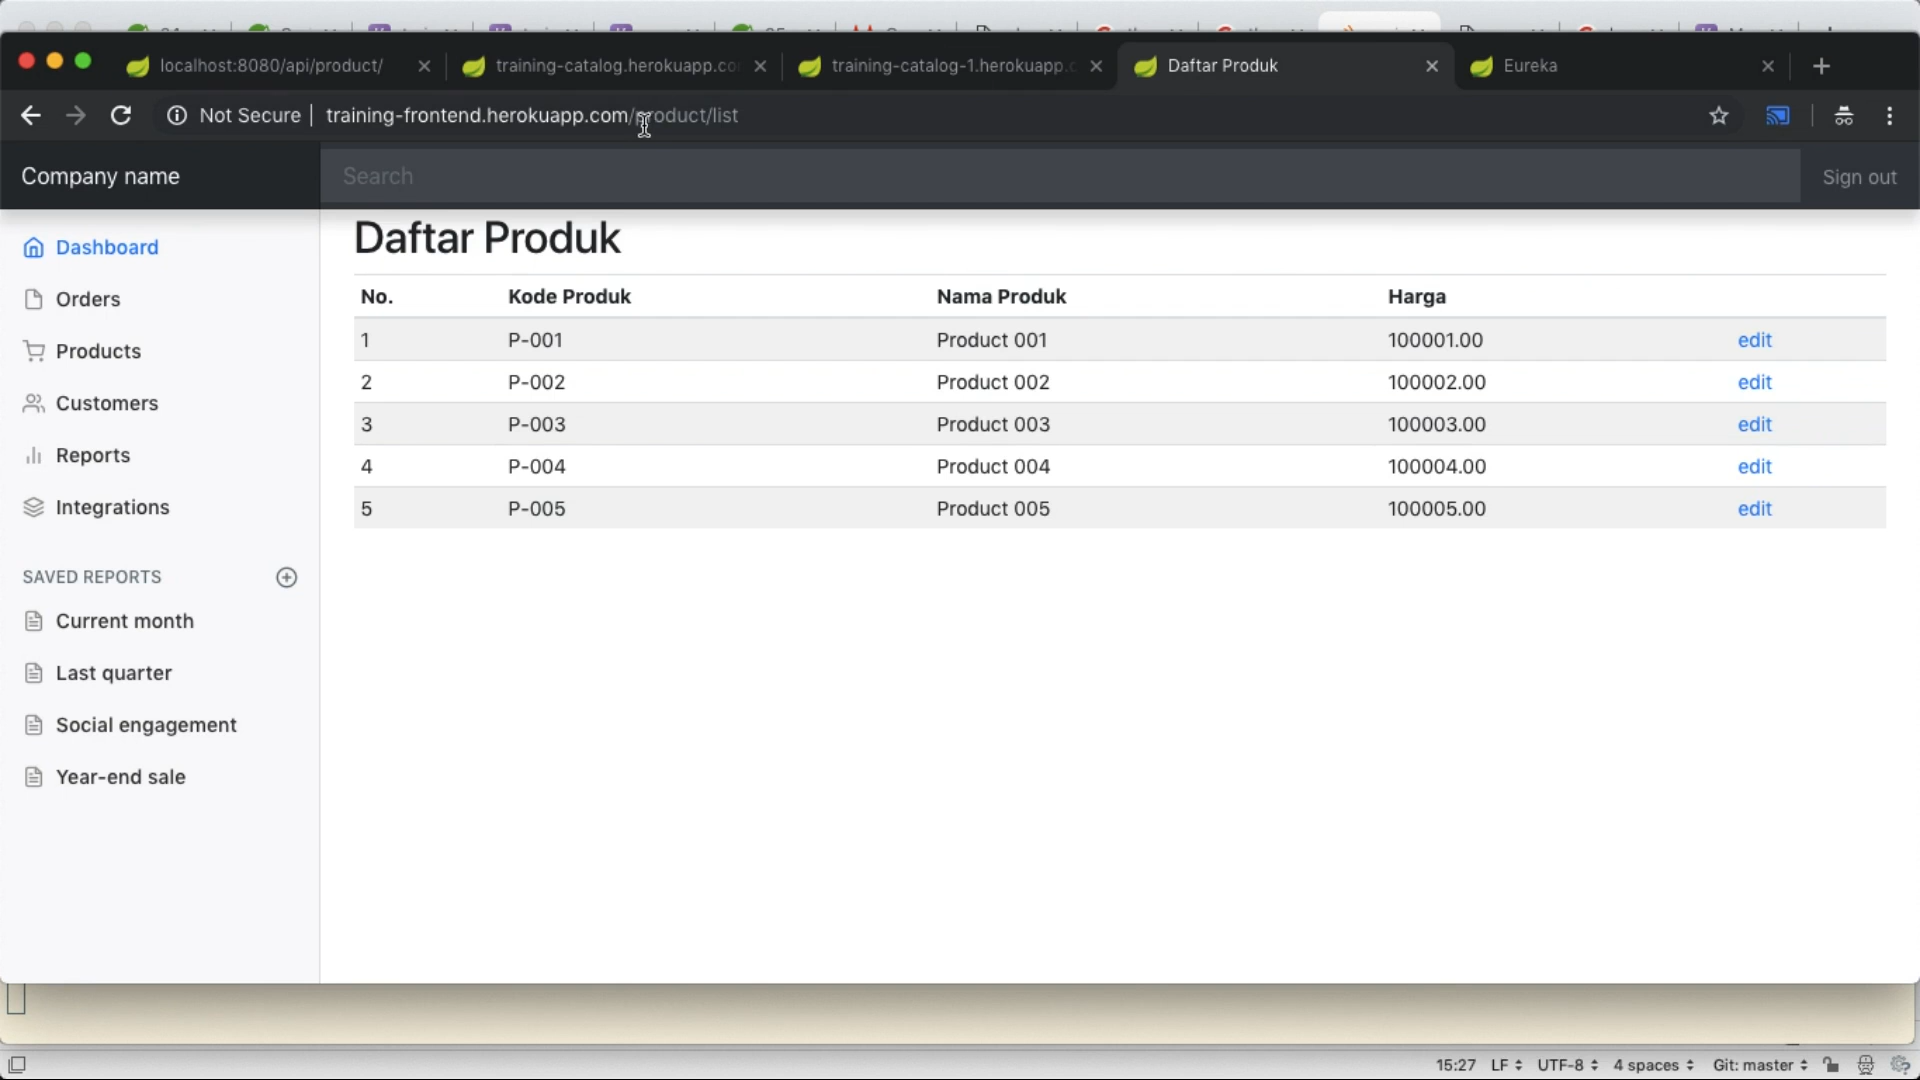 localhost:8080/api/product/
training-catalog.herokuapp.co
training-catalog-1.herokuapp.c
Daftar Produk
Eureka
Not Secure | training-frontend.herokuapp.com/product/list
Company name
Search
Sign out
Dashboard
Orders
Products
Customers
Reports
Integrations
SAVED REPORTS
Current month
Last quarter
Social engagement
Year-end sale
Daftar Produk
No. Kode Produk Nama Produk Harga
1 P-001 Product 001 100001.00 edit
2 P-002 Product 002 100002.00 edit
3 P-003 Product 003 100003.00 edit
4 P-004 Product 004 100004.00 edit
5 P-005 Product 005 100005.00 edit
15:27 LF UTF-8 4 spaces Git: master